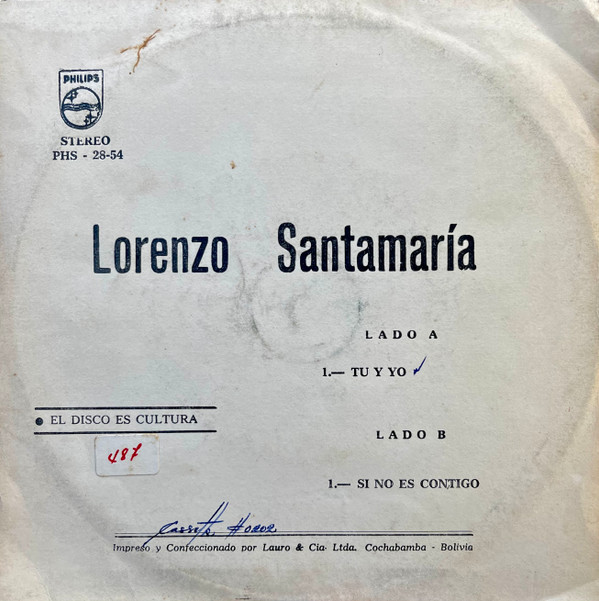 PHILIPS
STEREO
PHS - 28-54
Lorenzo Santamaría
LADO A
1.— TU Y YO
EL DISCO ES CULTURA
487
LADO B
1.— SI NO ES CONTIGO
Impreso y Confeccionado por Lauro & Cia. Ltda. Cochabamba - Bolivia